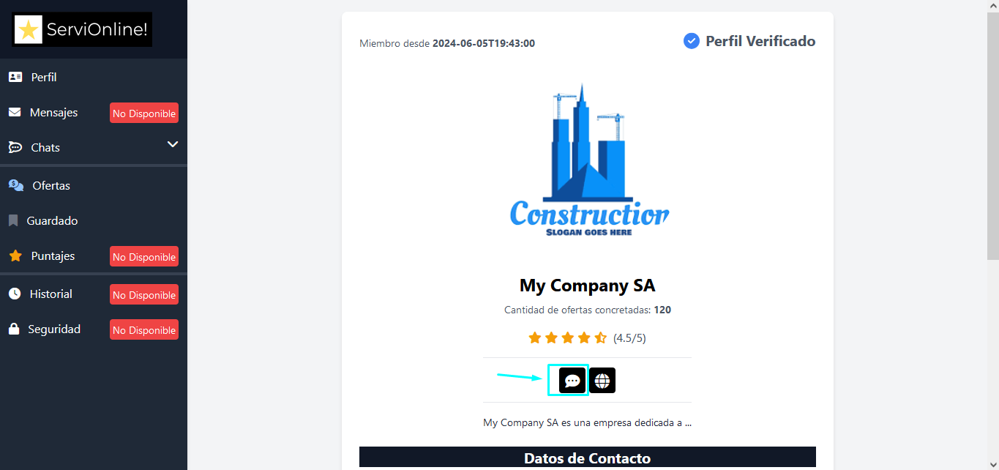 ServiOnline!
Perfil
Mensajes No Disponible
Chats
Ofertas
Guardado
Puntajes No Disponible
Historial No Disponible
Seguridad No Disponible
Miembro desde 2024-06-05T19:43:00
Perfil Verificado
Construction
SLOGAN GOES HERE
My Company SA
Cantidad de ofertas concretadas: 120
(4.5/5)
My Company SA es una empresa dedicada a ...
Datos de Contacto